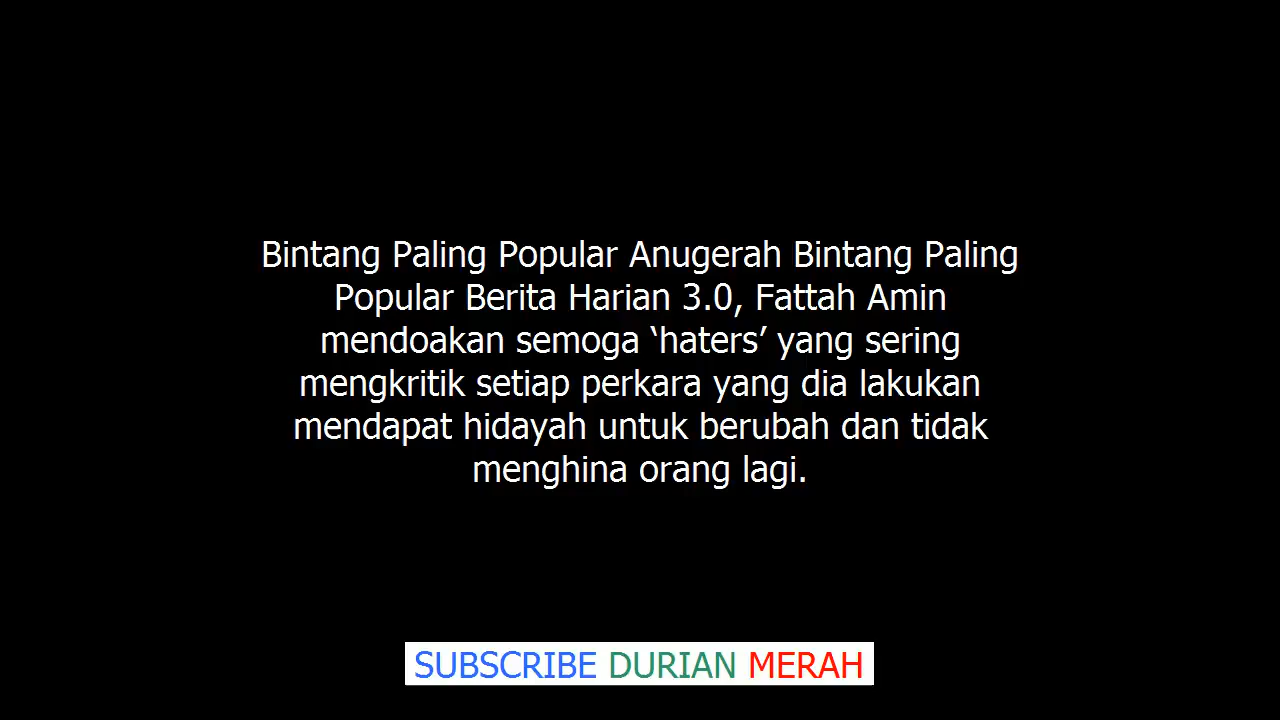 Bintang Paling Popular Anugerah Bintang Paling
Popular Berita Harian 3.0, Fattah Amin
mendoakan semoga ‘haters’ yang sering
mengkritik setiap perkara yang dia lakukan
mendapat hidayah untuk berubah dan tidak
menghina orang lagi.
SUBSCRIBE DURIAN MERAH